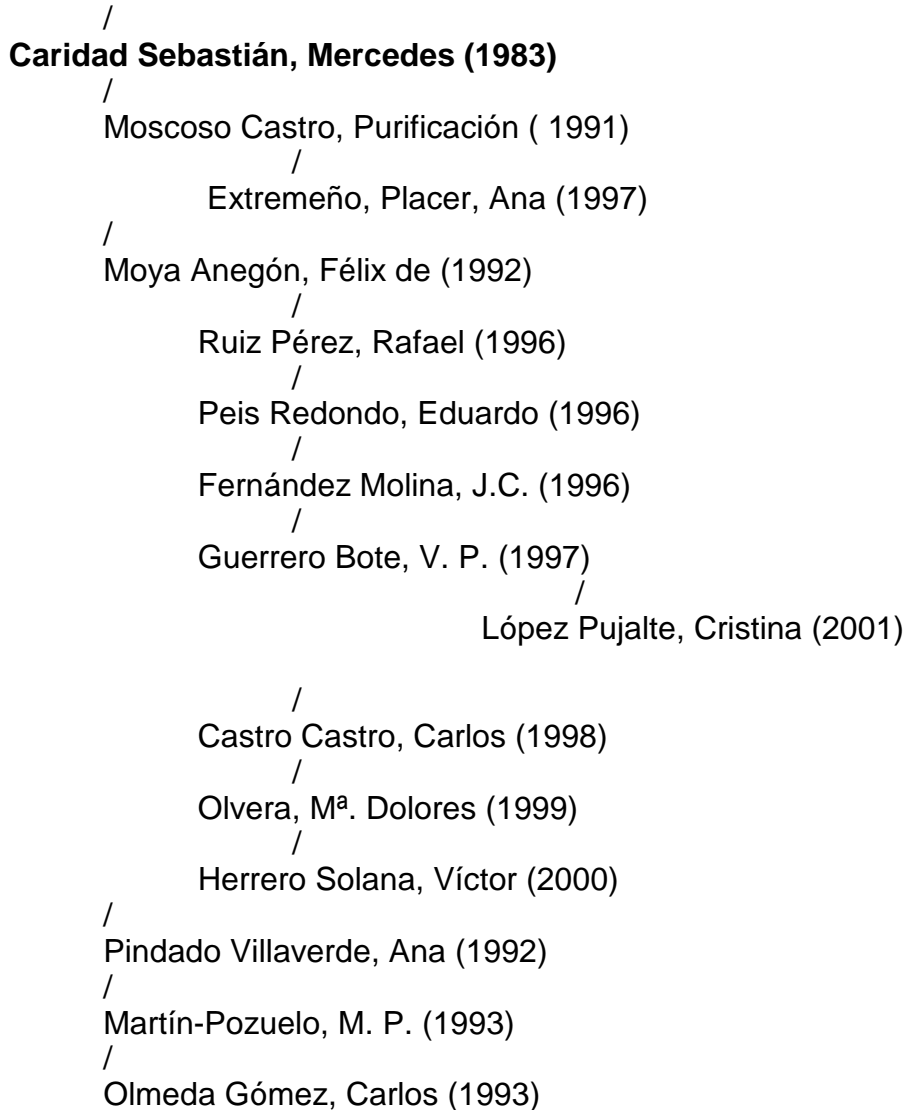 /
Caridad Sebastián, Mercedes (1983)
/
Moscoso Castro, Purificación ( 1991)
/
Extremeño, Placer, Ana (1997)
/
Moya Anegón, Félix de (1992)
/
Ruiz Pérez, Rafael (1996)
/
Peis Redondo, Eduardo (1996)
/
Fernández Molina, J.C. (1996)
/
Guerrero Bote, V. P. (1997)
/
López Pujalte, Cristina (2001)
/
Castro Castro, Carlos (1998)
/
Olvera, Mª. Dolores (1999)
/
Herrero Solana, Víctor (2000)
/
Pindado Villaverde, Ana (1992)
/
Martín-Pozuelo, M. P. (1993)
/
Olmeda Gómez, Carlos (1993)